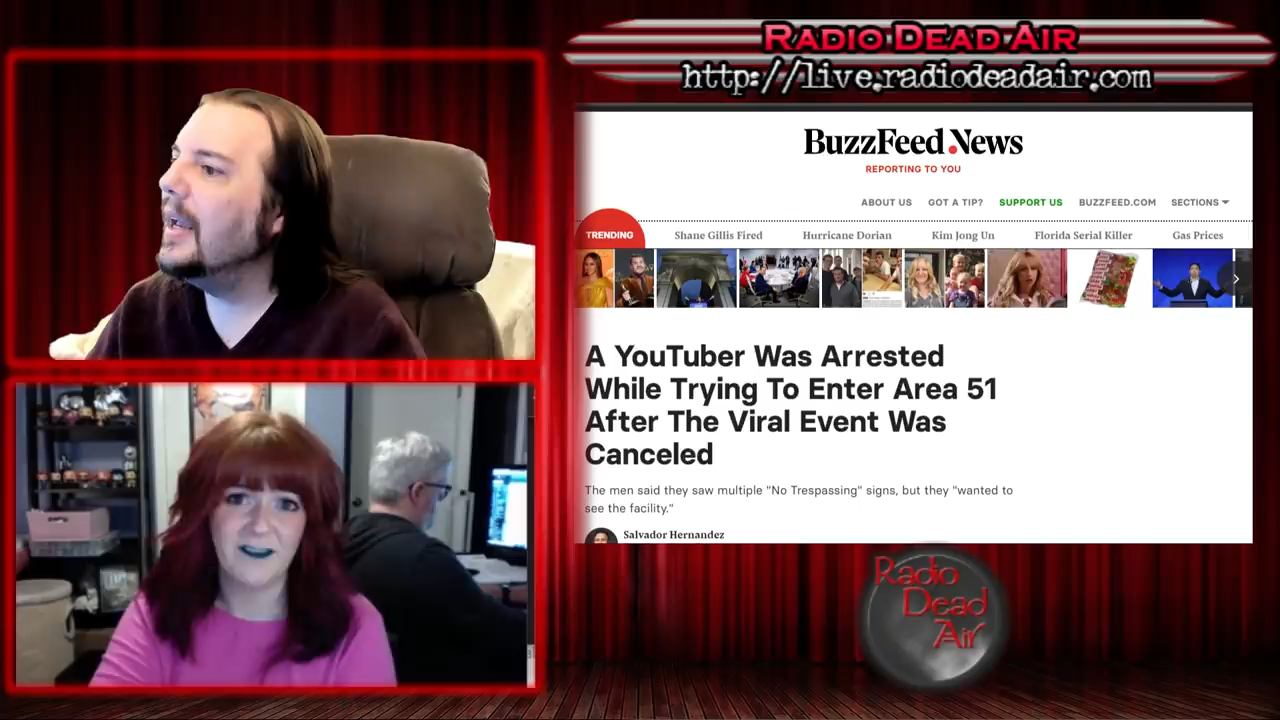 RADIO DEAD AIR
http://live.radiodeadair.com
BuzzFeed News
REPORTING TO YOU
ABOUT US GOT A TIP? SUPPORT US BUZZFEED.COM SECTIONS
TRENDING Shane Gillis Fired Hurricane Dorian Kim Jong Un Florida Serial Killer Gas Prices
A YouTuber Was Arrested
While Trying To Enter Area 51
After The Viral Event Was
Canceled
The men said they saw multiple "No Trespassing" signs, but they "wanted to
see the facility."
Salvador Hernandez
Radio
Dead
Air